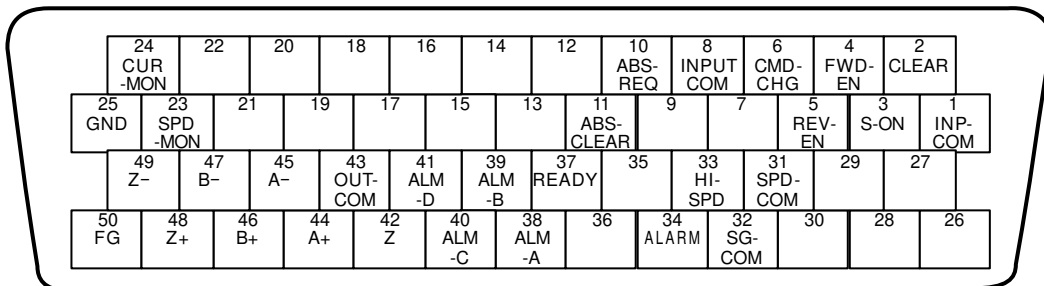 24 22 20 18 16 14 12 10 8 6 4 2
CUR ABS- INPUT CMD- FWD- CLEAR
-MON REQ COM CHG EN
25 23 21 19 17 15 13 11 9 7 5 3 1
GND SPD ABS- REV- S-ON INP-
-MON CLEAR EN COM
49 47 45 43 41 39 37 35 33 31 29 27
Z− B− A− OUT- ALM ALM READY HI- SPD-
COM -D -B SPD COM
50 48 46 44 42 40 38 36 34 32 30 28 26
FG Z+ B+ A+ Z ALM ALM ALARM SG-
-C -A COM